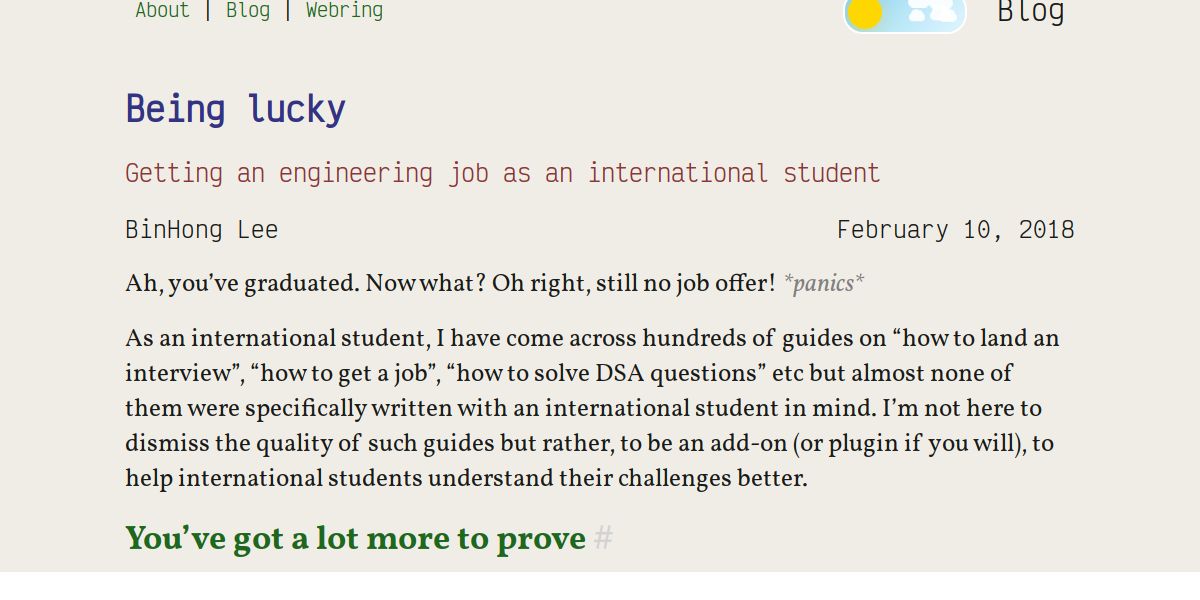 About | Blog | Webring
Blog
Being lucky
Getting an engineering job as an international student
BinHong Lee
February 10, 2018
Ah, you’ve graduated. Now what? Oh right, still no job offer! *panics*
As an international student, I have come across hundreds of guides on “how to land an
interview”, “how to get a job”, “how to solve DSA questions” etc but almost none of
them were specifically written with an international student in mind. I’m not here to
dismiss the quality of such guides but rather, to be an add-on (or plugin if you will), to
help international students understand their challenges better.
You’ve got a lot more to prove #